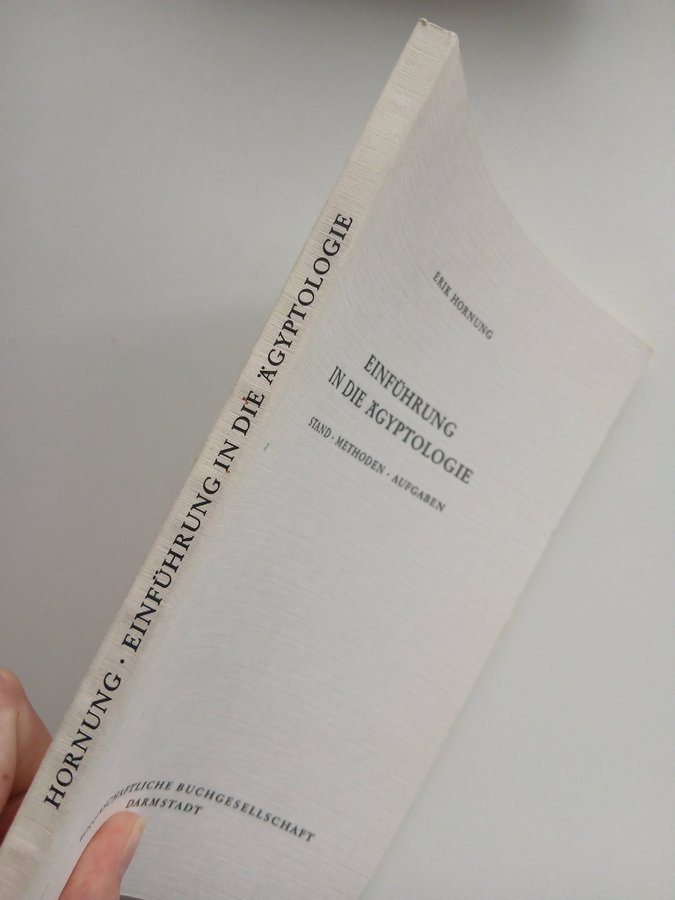 HORNUNG · EINFÜHRUNG IN DIE ÄGYPTOLOGIE
ERIK HORNUNG
EINFÜHRUNG
IN DIE ÄGYPTOLOGIE
STAND · METHODEN · AUFGABEN
BUCHGESELLSCHAFT
DARMSTADT